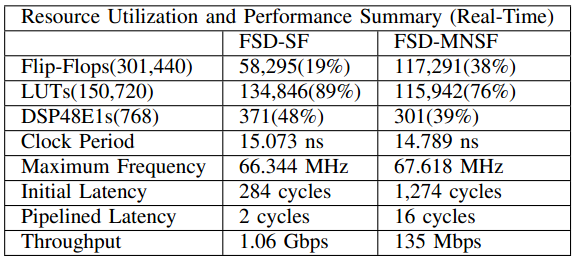 Resource Utilization and Performance Summary (Real-Time)
FSD-SF FSD-MNSF
Flip-Flops(301,440) 58,295(19%) 117,291(38%)
LUTs(150,720) 134,846(89%) 115,942(76%)
DSP48E1s(768) 371(48%) 301(39%)
Clock Period 15.073 ns 14.789 ns
Maximum Frequency 66.344 MHz 67.618 MHz
Initial Latency 284 cycles 1,274 cycles
Pipelined Latency 2 cycles 16 cycles
Throughput 1.06 Gbps 135 Mbps